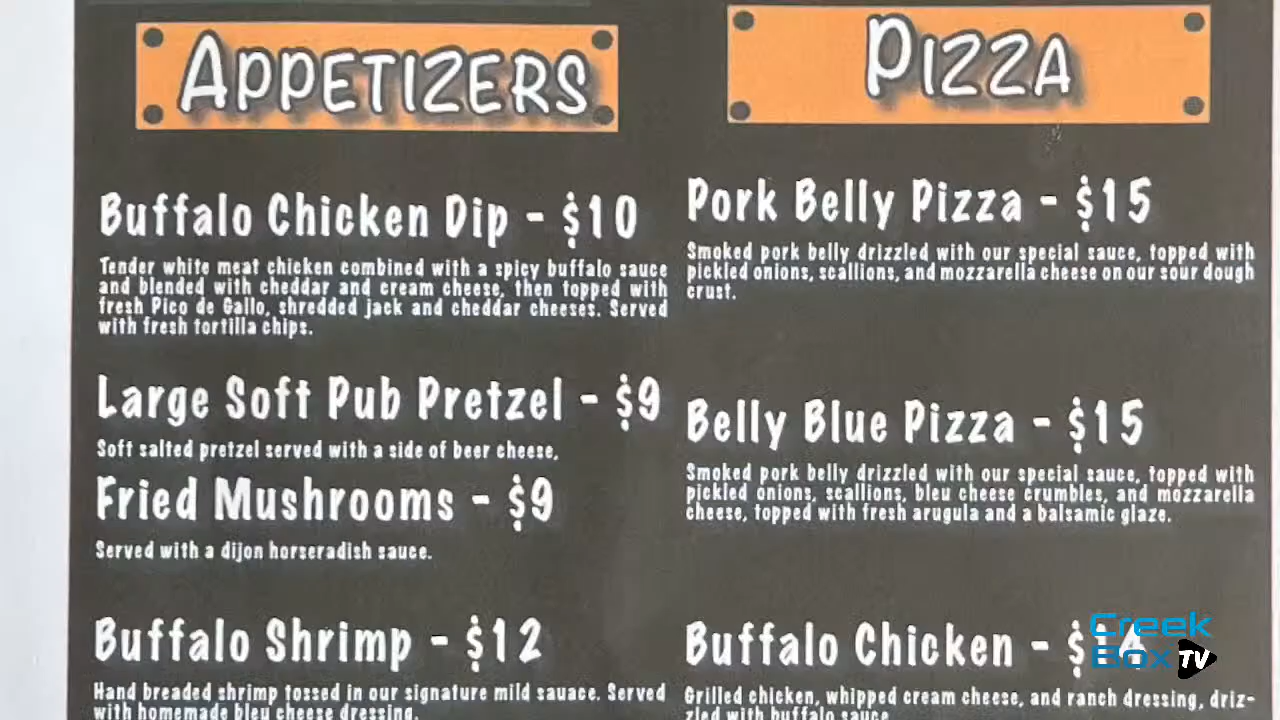 APPETIZERS
Buffalo Chicken Dip - $10
Tender white meat chicken combined with a spicy buffalo sauce
and blended with cheddar and cream cheese, then topped with
fresh Pico de Gallo, shredded jack and cheddar cheeses. Served
with fresh tortilla chips.
Large Soft Pub Pretzel - $9
Soft salted pretzel served with a side of beer cheese,
Fried Mushrooms - $9
Served with a dijon horseradish sauce.
Buffalo Shrimp - $12
Hand breaded shrimp tossed in our signature mild sauace. Served
with homemade bleu cheese dressing.
PIZZA
Pork Belly Pizza - $15
Smoked pork belly drizzled with our special sauce, topped with
pickled onions, scallions, and mozzarella cheese on our sour dough
crust.
Belly Blue Pizza - $15
Smoked pork belly drizzled with our special sauce, topped with
pickled onions, scallions, bleu cheese crumbles, and mozzarella
cheese, topped with fresh arugula and a balsamic glaze.
Buffalo Chicken - $14
Grilled chicken, whipped cream cheese, and ranch dressing, driz-
zled with buffalo sauce
Creek
Box TV